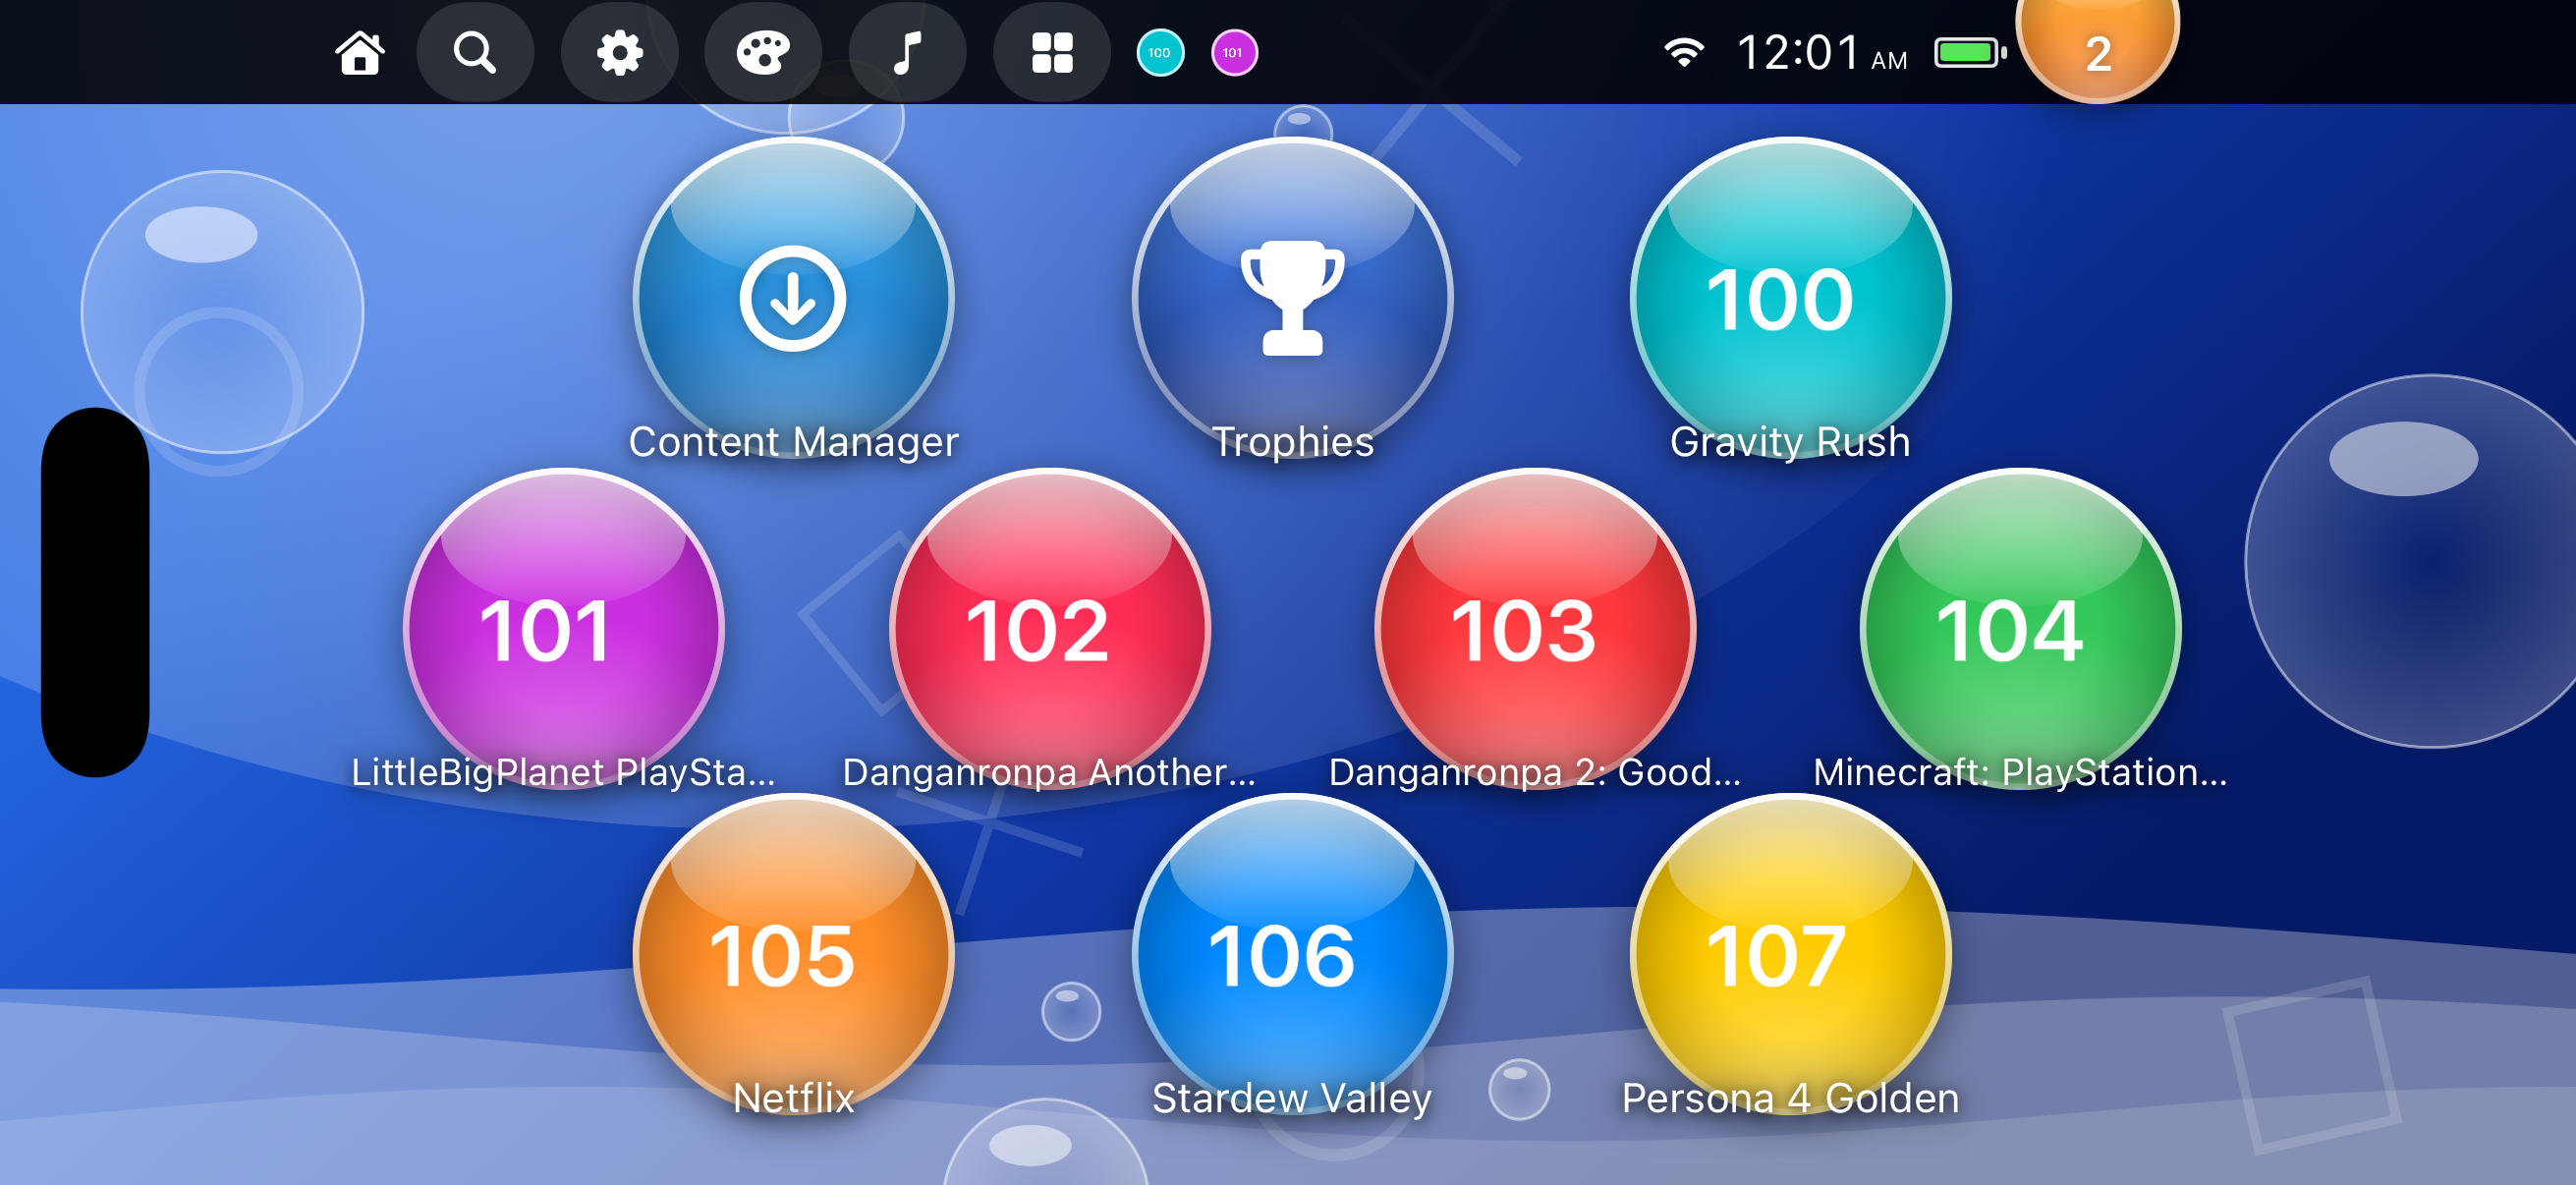 100
101
12:01 AM
2
Content Manager
Trophies
100
Gravity Rush
101
102
103
104
LittleBigPlanet PlaySta...
Danganronpa Another...
Danganronpa 2: Good...
Minecraft: PlayStation...
105
106
107
Netflix
Stardew Valley
Persona 4 Golden